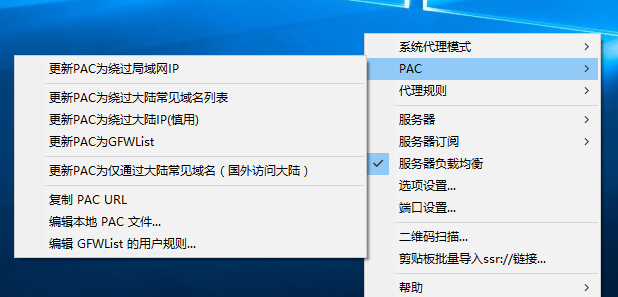 系统代理模式
PAC
代理规则
服务器
服务器订阅
服务器负载均衡
选项设置...
端口设置...
二维码扫描...
剪贴板批量导入ssr://链接...
帮助
更新PAC为绕过局域网IP
更新PAC为绕过大陆常见域名列表
更新PAC为绕过大陆IP(慎用)
更新PAC为GFWList
更新PAC为仅通过大陆常见域名（国外访问大陆）
复制 PAC URL
编辑本地 PAC 文件...
编辑 GFWList 的用户规则...